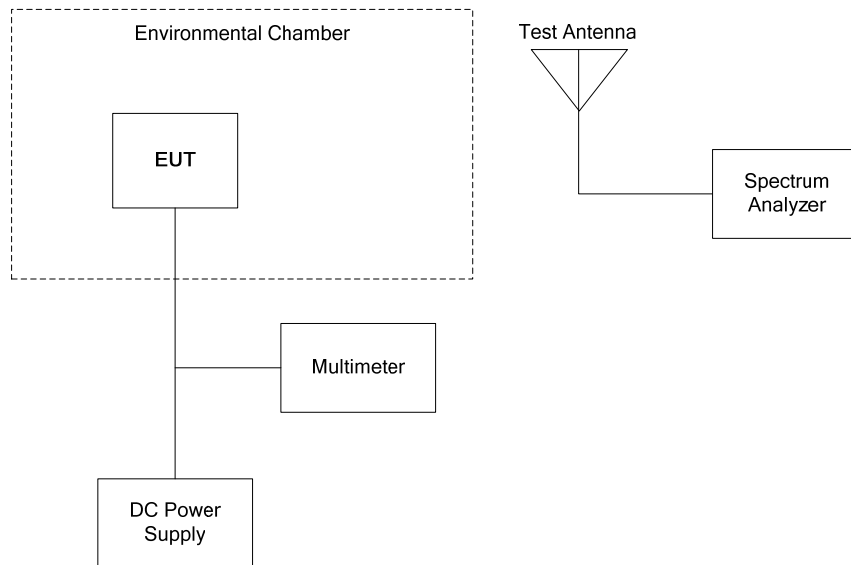 Environmental Chamber
Test Antenna
EUT
Spectrum
Analyzer
Multimeter
DC Power
Supply